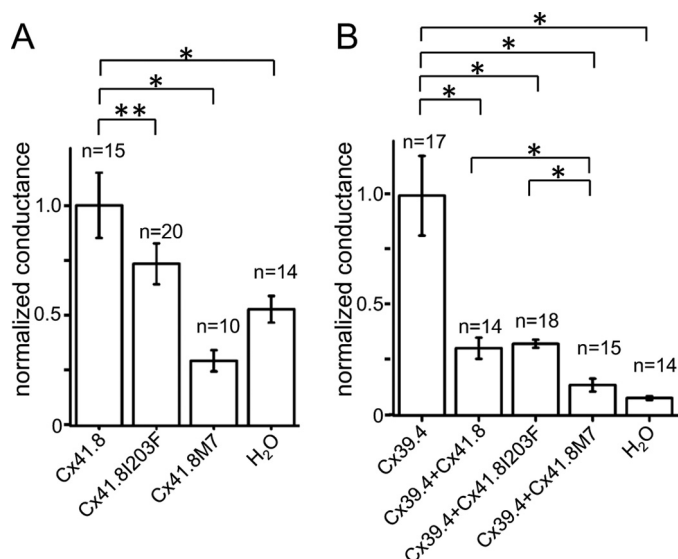 A
*
*
**
normalized conductance
1.0
0.5
0
n=15
n=20
n=10
n=14
Cx41.8
Cx41.8I203F
Cx41.8M7
H₂O
B
*
*
*
*
*
*
normalized conductance
1.0
0.5
0
n=17
n=14
n=18
n=15
n=14
Cx39.4
Cx39.4+Cx41.8
Cx39.4+Cx41.8I203F
Cx39.4+Cx41.8M7
H₂O